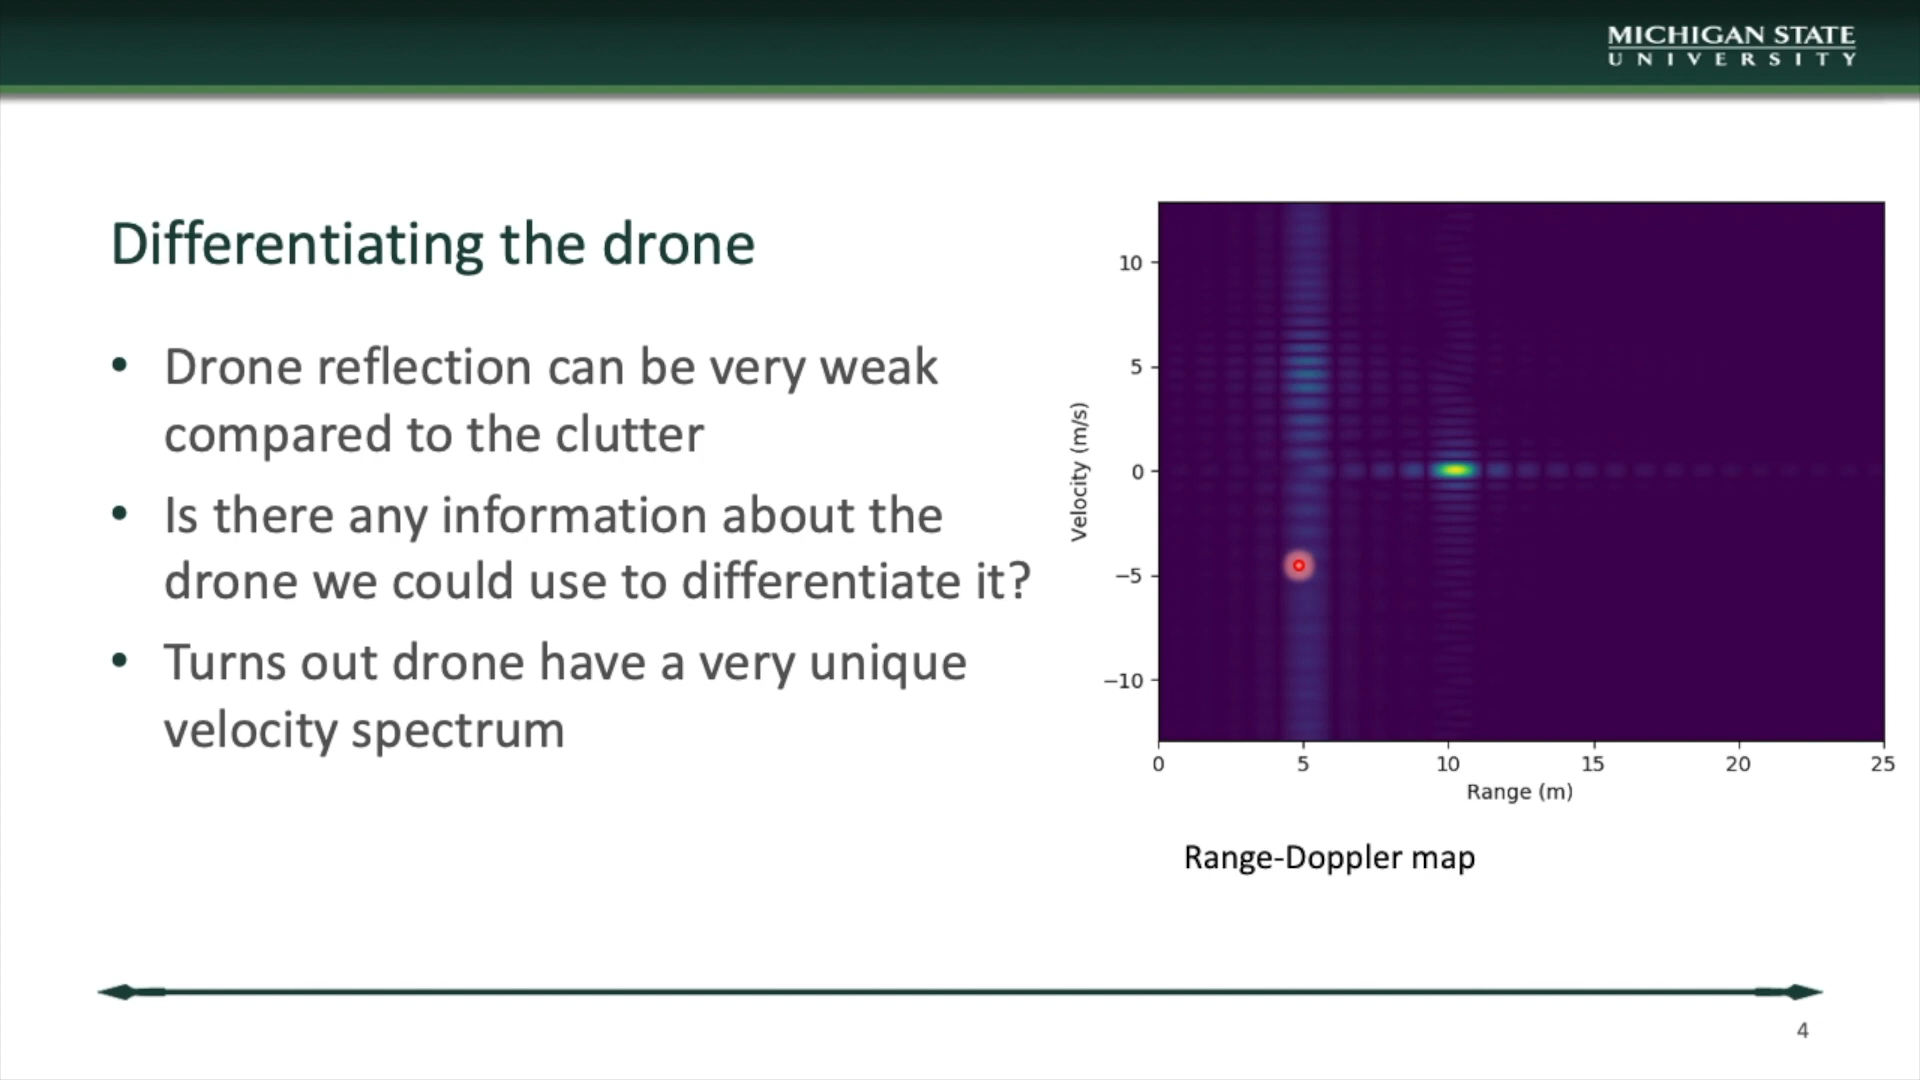 MICHIGAN STATE
UNIVERSITY
Differentiating the drone
• Drone reflection can be very weak
compared to the clutter
• Is there any information about the
drone we could use to differentiate it?
• Turns out drone have a very unique
velocity spectrum
10
5
0
−5
−10
Velocity (m/s)
0 5 10 15 20 25
Range (m)
Range-Doppler map
4